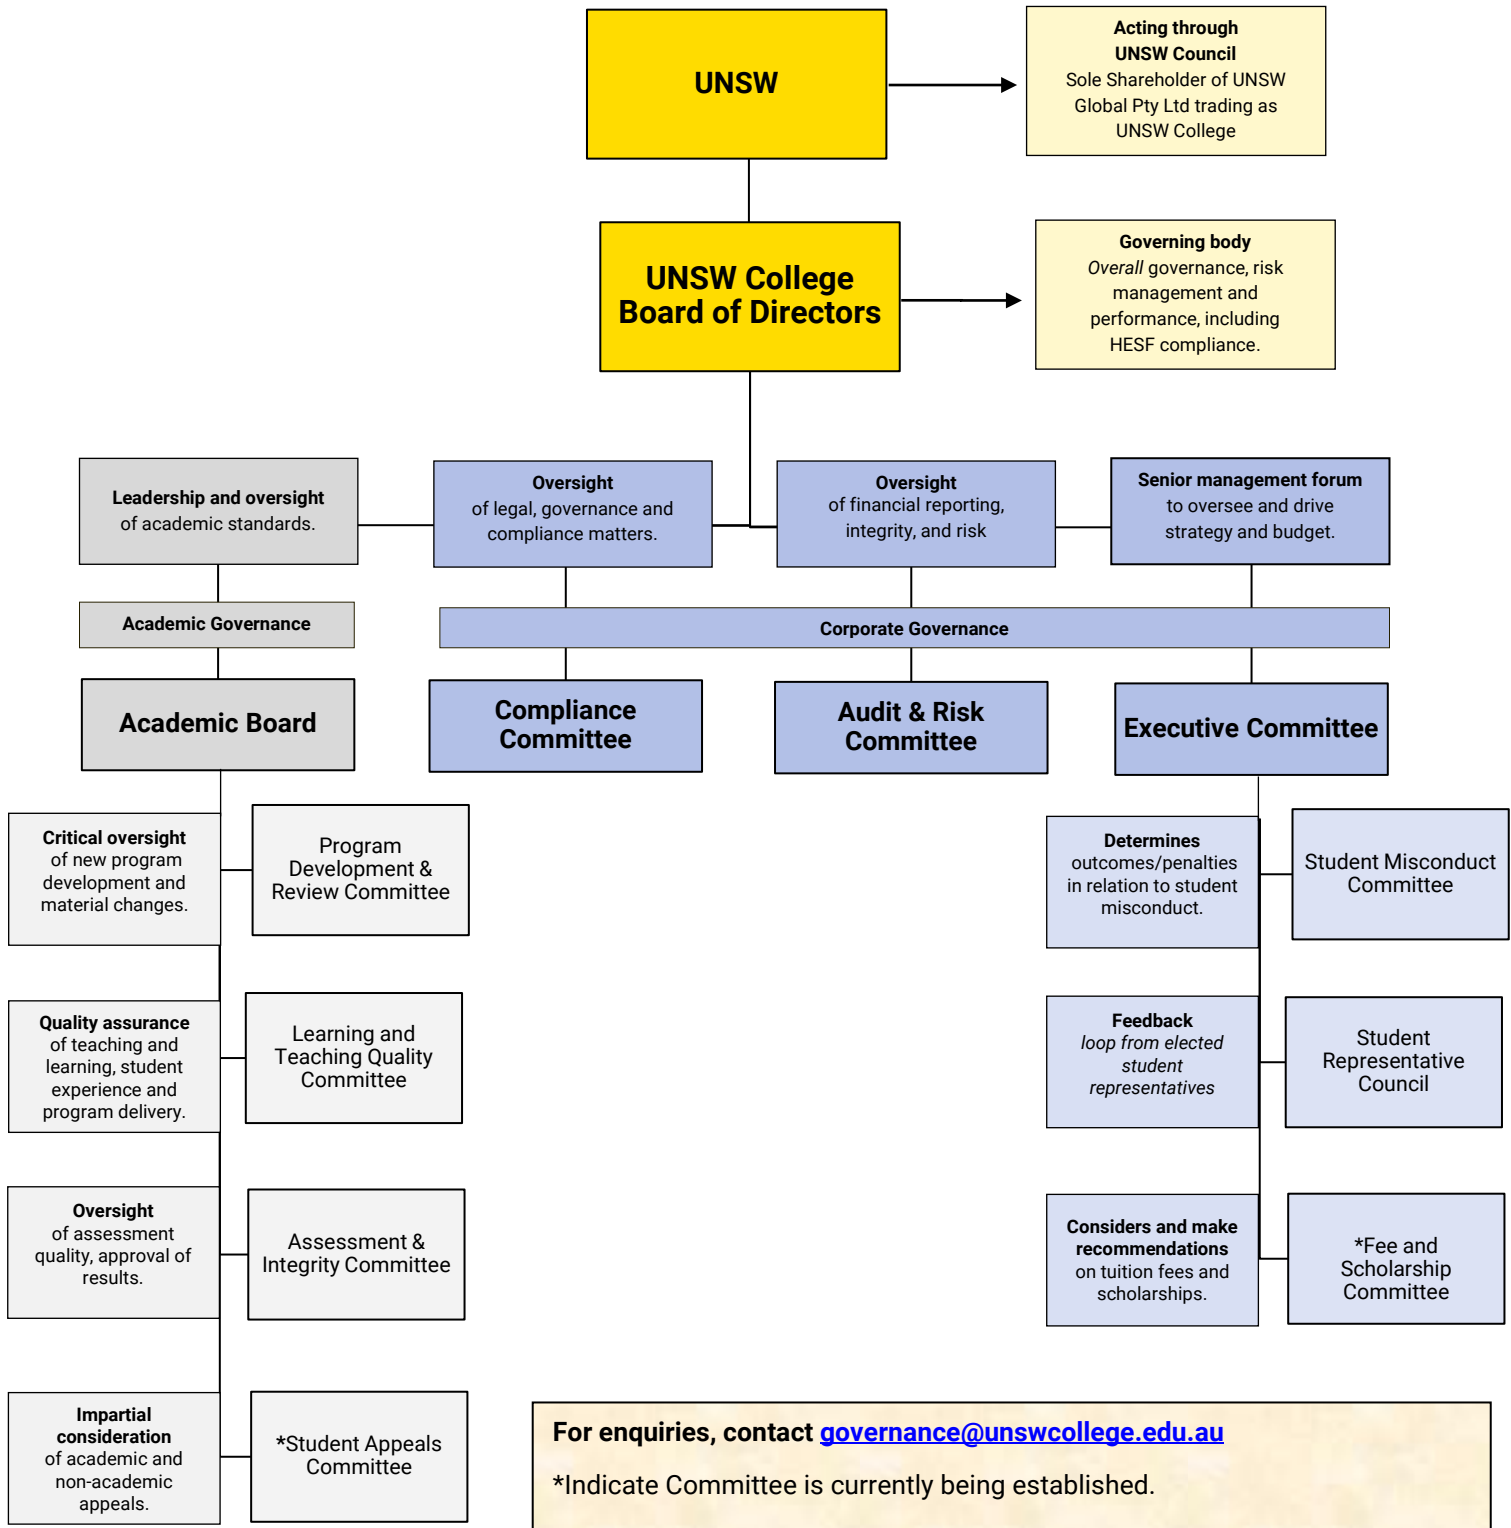 UNSW
Acting through
UNSW Council
Sole Shareholder of UNSW
Global Pty Ltd trading as
UNSW College
UNSW College
Board of Directors
Governing body
Overall governance, risk
management and
performance, including
HESF compliance.
Leadership and oversight
of academic standards.
Oversight
of legal, governance and
compliance matters.
Oversight
of financial reporting,
integrity, and risk
Senior management forum
to oversee and drive
strategy and budget.
Academic Governance
Corporate Governance
Academic Board
Compliance
Committee
Audit & Risk
Committee
Executive Committee
Critical oversight
of new program
development and
material changes.
Program
Development &
Review Committee
Determines
outcomes/penalties
in relation to student
misconduct.
Student Misconduct
Committee
Quality assurance
of teaching and
learning, student
experience and
program delivery.
Learning and
Teaching Quality
Committee
Feedback
loop from elected
student
representatives
Student
Representative
Council
Oversight
of assessment
quality, approval of
results.
Assessment &
Integrity Committee
Considers and make
recommendations
on tuition fees and
scholarships.
*Fee and
Scholarship
Committee
Impartial
consideration
of academic and
non-academic
appeals.
*Student Appeals
Committee
For enquiries, contact governance@unswcollege.edu.au
*Indicate Committee is currently being established.